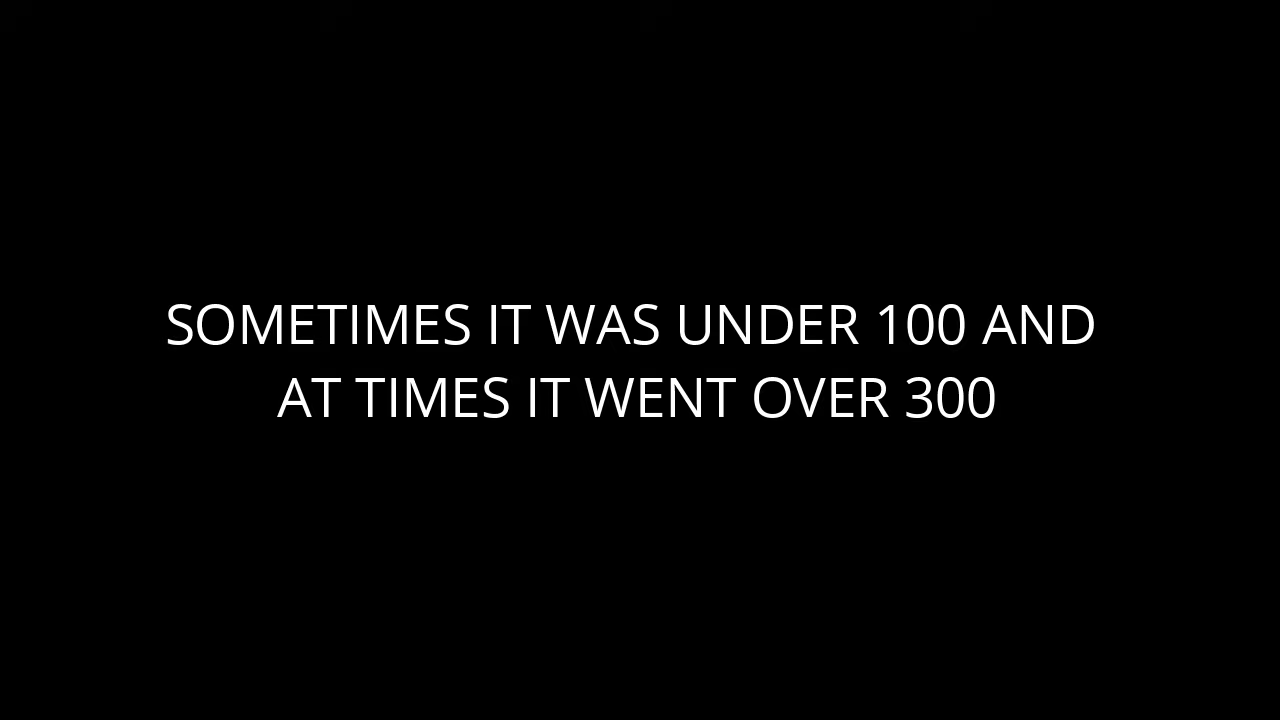 SOMETIMES IT WAS UNDER 100 AND
AT TIMES IT WENT OVER 300